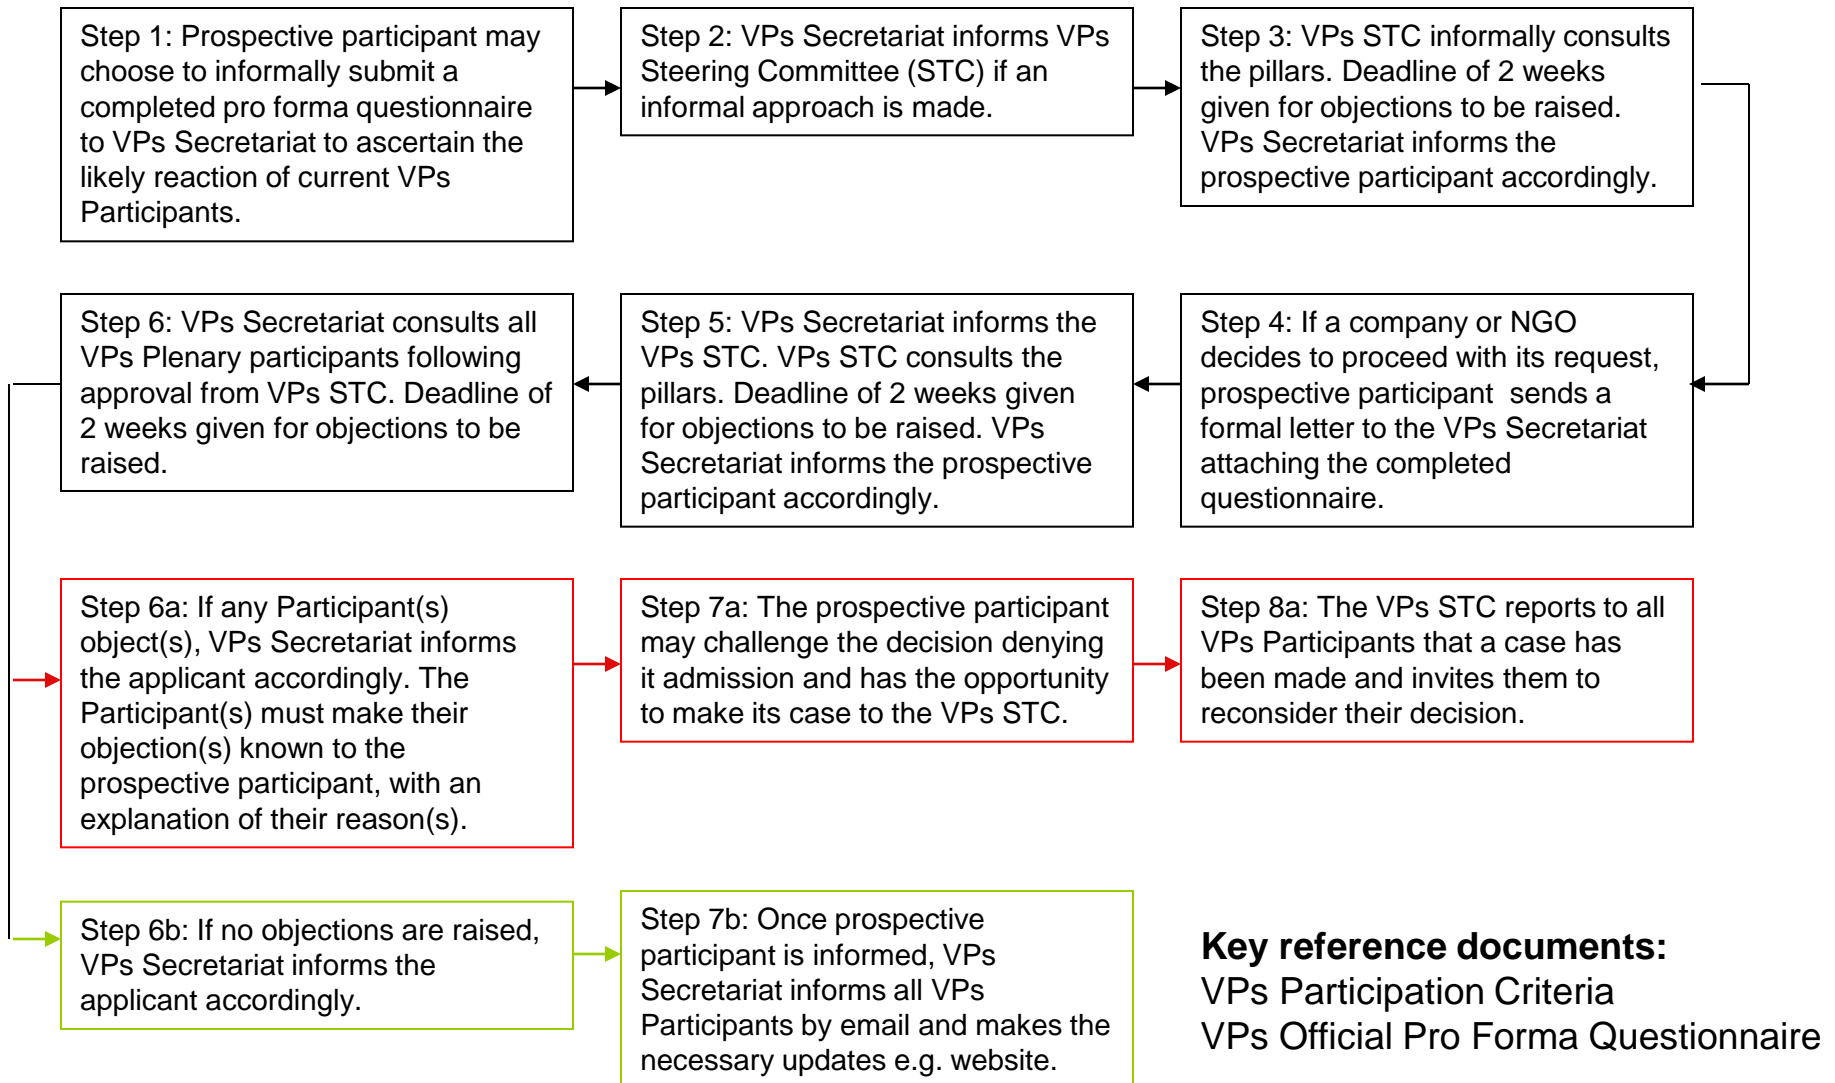 Step 1: Prospective participant may
choose to informally submit a
completed pro forma questionnaire
to VPs Secretariat to ascertain the
likely reaction of current VPs
Participants.
Step 2: VPs Secretariat informs VPs
Steering Committee (STC) if an
informal approach is made.
Step 3: VPs STC informally consults
the pillars. Deadline of 2 weeks
given for objections to be raised.
VPs Secretariat informs the
prospective participant accordingly.
Step 4: If a company or NGO
decides to proceed with its request,
prospective participant sends a
formal letter to the VPs Secretariat
attaching the completed
questionnaire.
Step 5: VPs Secretariat informs the
VPs STC. VPs STC consults the
pillars. Deadline of 2 weeks given
for objections to be raised. VPs
Secretariat informs the prospective
participant accordingly.
Step 6: VPs Secretariat consults all
VPs Plenary participants following
approval from VPs STC. Deadline of
2 weeks given for objections to be
raised.
Step 6a: If any Participant(s)
object(s), VPs Secretariat informs
the applicant accordingly. The
Participant(s) must make their
objection(s) known to the
prospective participant, with an
explanation of their reason(s).
Step 7a: The prospective participant
may challenge the decision denying
it admission and has the opportunity
to make its case to the VPs STC.
Step 8a: The VPs STC reports to all
VPs Participants that a case has
been made and invites them to
reconsider their decision.
Step 6b: If no objections are raised,
VPs Secretariat informs the
applicant accordingly.
Step 7b: Once prospective
participant is informed, VPs
Secretariat informs all VPs
Participants by email and makes the
necessary updates e.g. website.
Key reference documents:
VPs Participation Criteria
VPs Official Pro Forma Questionnaire